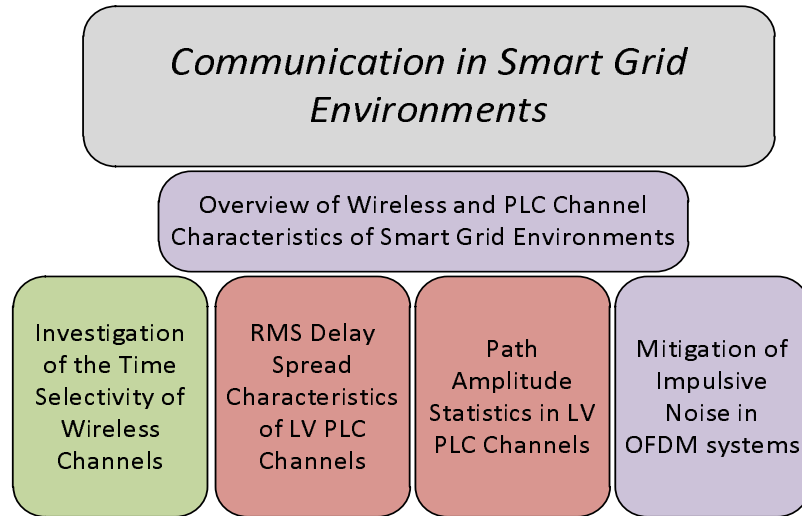 Communication in Smart Grid
Environments
Overview of Wireless and PLC Channel
Characteristics of Smart Grid Environments
Investigation
of the Time
Selectivity of
Wireless
Channels
RMS Delay
Spread
Characteristics
of LV PLC
Channels
Path
Amplitude
Statistics in LV
PLC Channels
Mitigation of
Impulsive
Noise in
OFDM systems